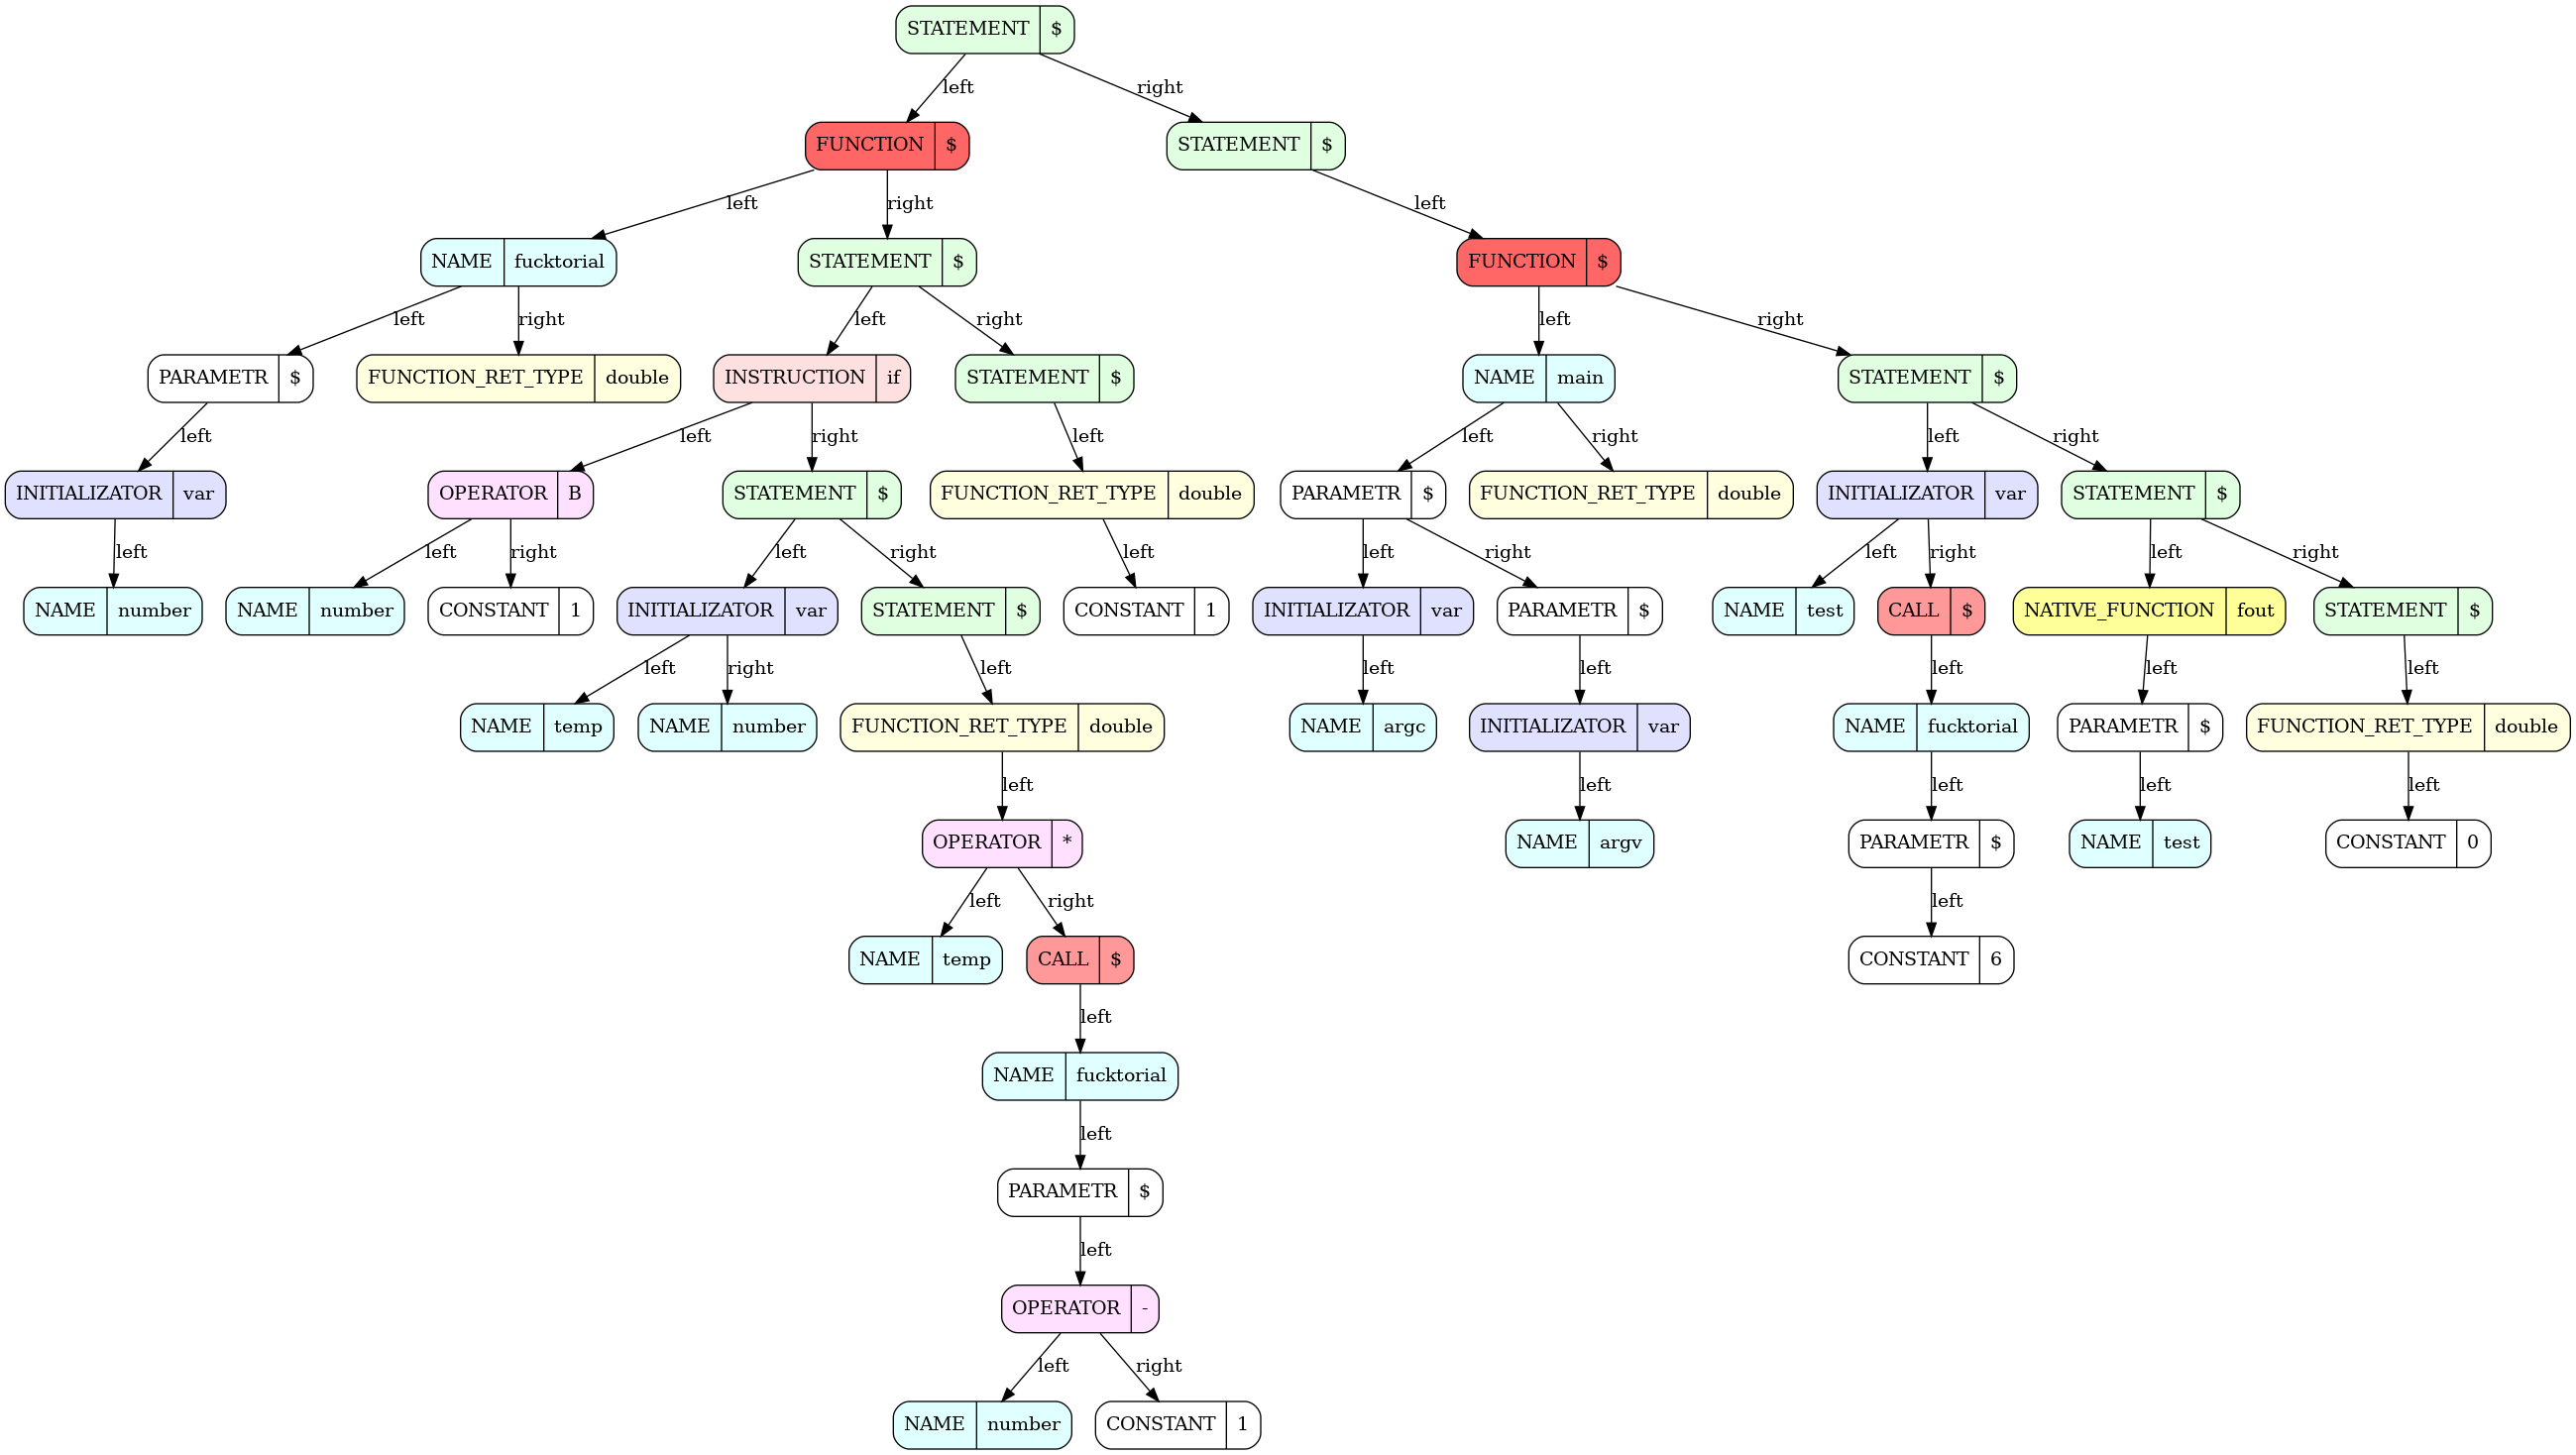 STATEMENT $
left right
FUNCTION $ STATEMENT $
left right left
NAME fucktorial STATEMENT $ FUNCTION $
left right left right left right
PARAMETR $ FUNCTION_RET_TYPE double INSTRUCTION if STATEMENT $ NAME main STATEMENT $
left left right left left right left right
INITIALIZATOR var OPERATOR B STATEMENT $ FUNCTION_RET_TYPE double PARAMETR $ FUNCTION_RET_TYPE double INITIALIZATOR var STATEMENT $
left left right left right left left right left right left right
NAME number NAME number CONSTANT 1 INITIALIZATOR var STATEMENT $ CONSTANT 1 INITIALIZATOR var PARAMETR $ NAME test CALL $ NATIVE_FUNCTION fout STATEMENT $
left right left left left left left left
NAME temp NAME number FUNCTION_RET_TYPE double NAME argc INITIALIZATOR var NAME fucktorial PARAMETR $ FUNCTION_RET_TYPE double
left left left left left
OPERATOR * NAME argv PARAMETR $ NAME test CONSTANT 0
left right left
NAME temp CALL $ CONSTANT 6
left
NAME fucktorial
left
PARAMETR $
left
OPERATOR -
left right
NAME number CONSTANT 1